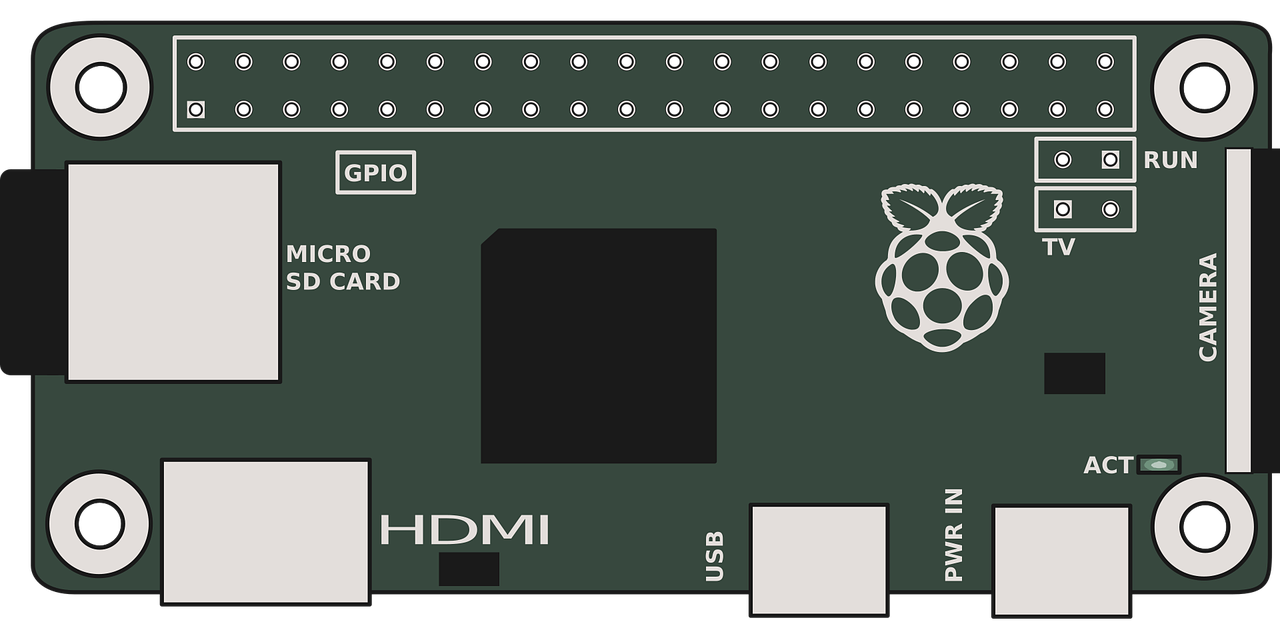 GPIO
RUN
TV
MICRO
SD CARD
CAMERA
ACT
HDMI
USB
PWR IN